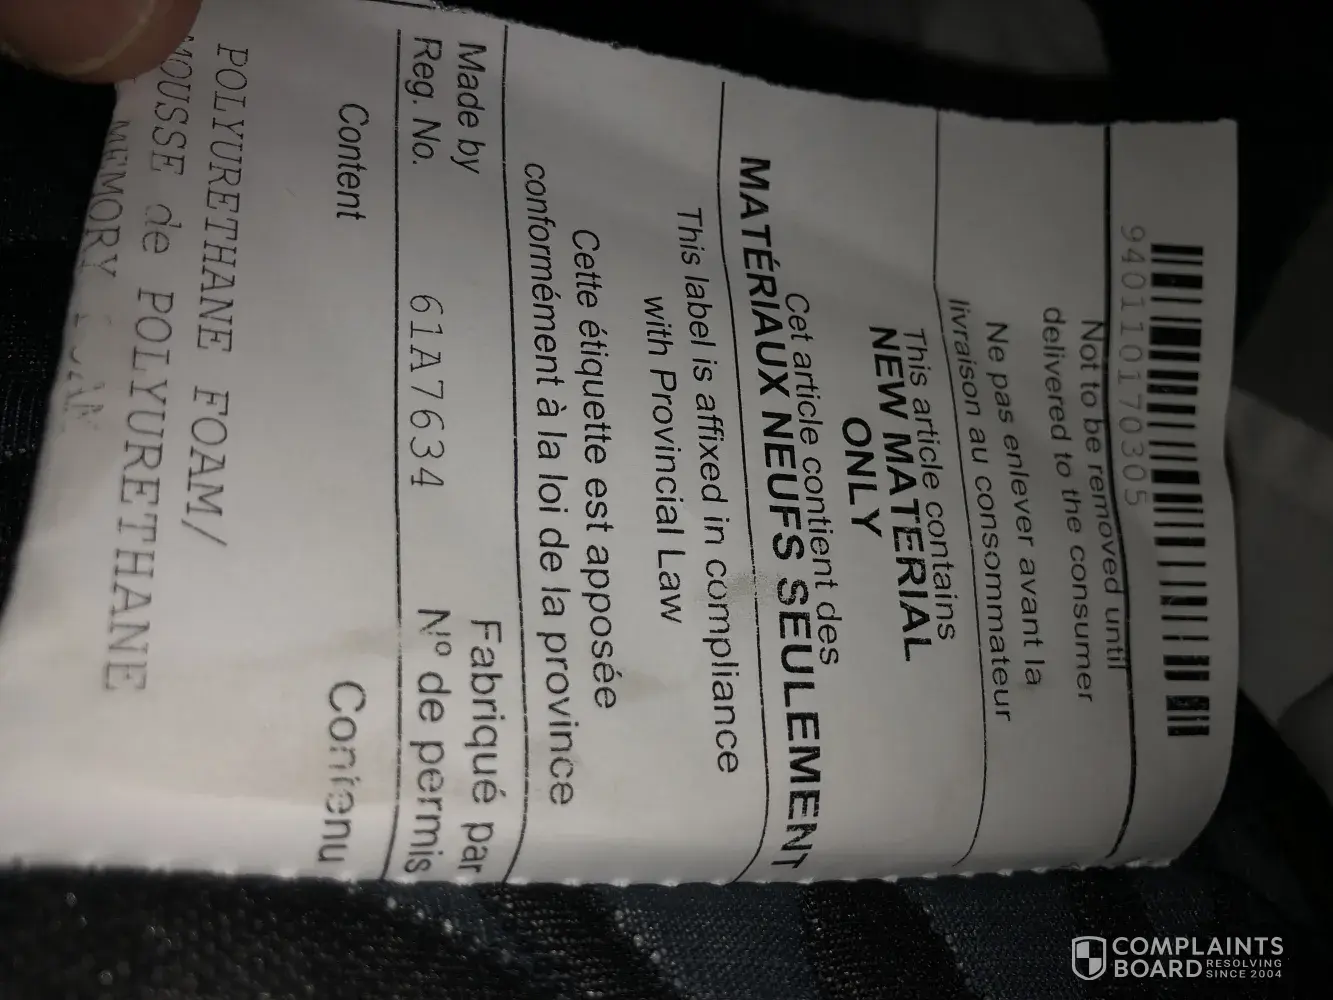 940110170305
Not to be removed until
delivered to the consumer
Ne pas enlever avant la
livraison au consommateur
This article contains
NEW MATERIAL
ONLY
Cet article contient des
MATÉRIAUX NEUFS SEULEMENT
This label is affixed in compliance
with Provincial Law
Cette étiquette est apposée
conformément à la loi de la province
Made by Fabriqué par
Reg. No. 61A7634 Nº de permis
Content Contenu
POLYURETHANE FOAM/
MOUSSE de POLYURETHANE
MEMORY
COMPLAINTS
BOARD RESOLVING
SINCE 2004